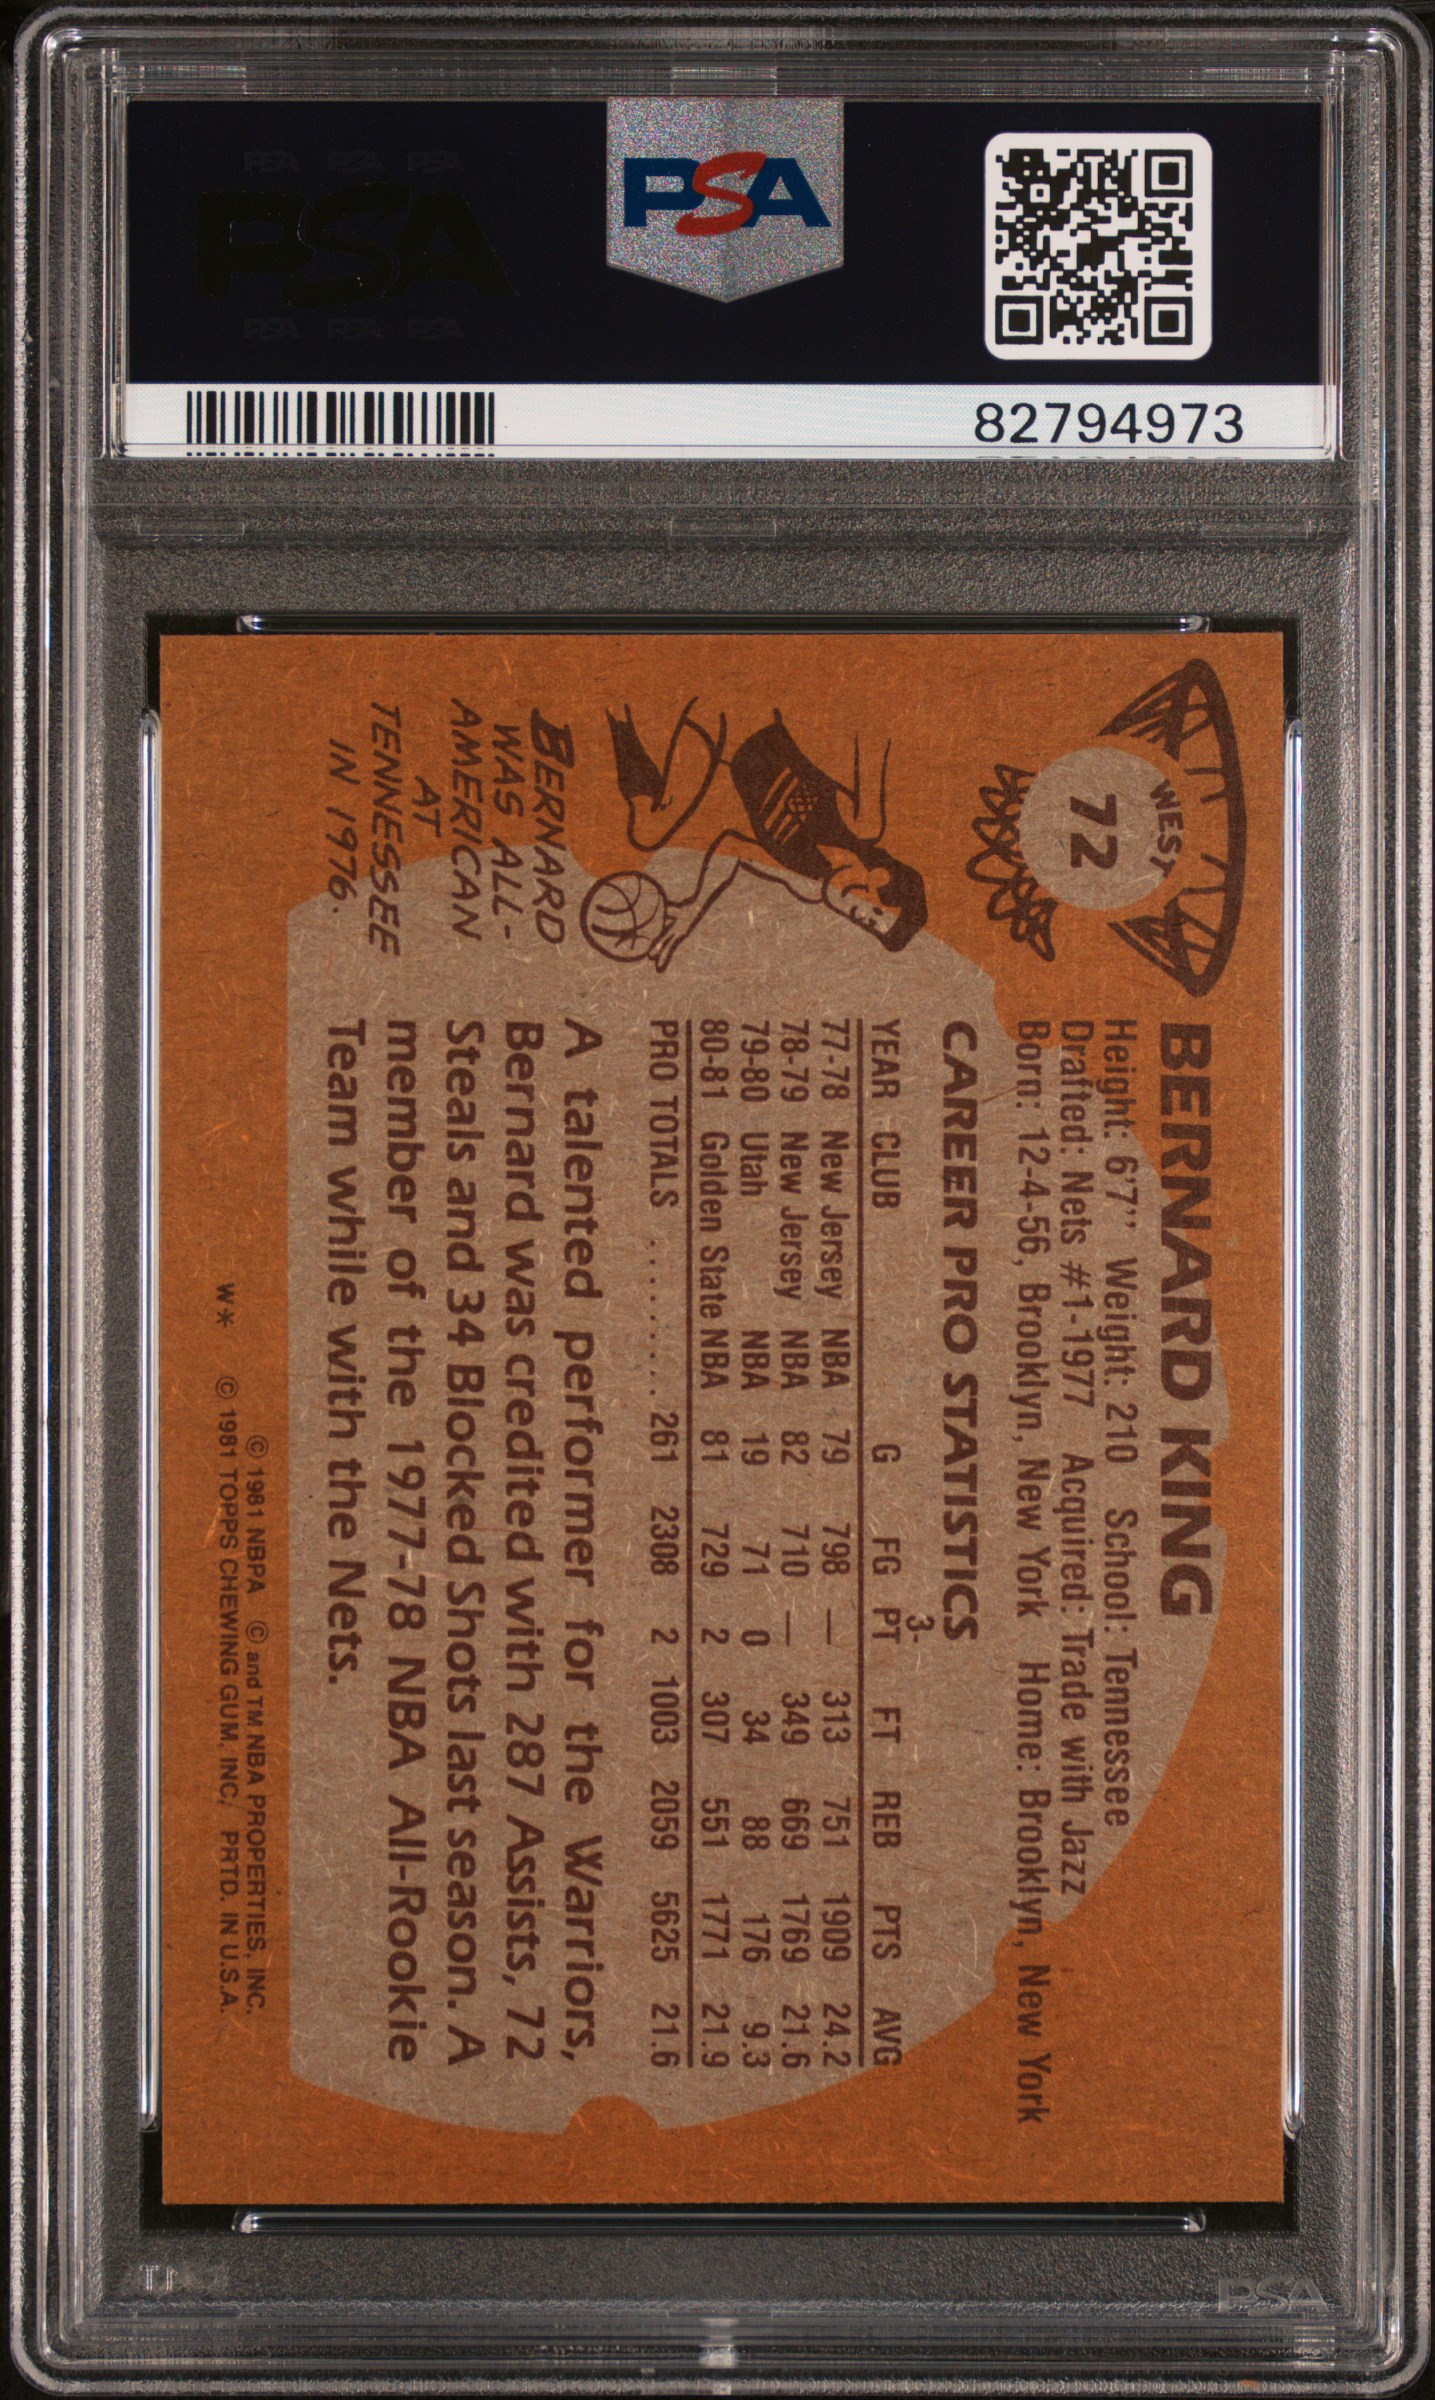 PSA PSA PSA
PSA
PSA PSA PSA
PSA
82794973
72
WEST
BERNARD KING
Height: 6'7'' Weight: 210 School: Tennessee
Drafted: Nets #1-1977 Acquired: Trade with Jazz
Born: 12-4-56, Brooklyn, New York Home: Brooklyn, New York
CAREER PRO STATISTICS
YEAR CLUB G FG 3-PT FT REB PTS AVG
77-78 New Jersey NBA 79 798 — 313 751 1909 24.2
78-79 New Jersey NBA 82 710 — 349 669 1769 21.6
79-80 Utah NBA 19 71 0 34 88 176 9.3
80-81 Golden State NBA 81 729 2 307 551 1771 21.9
PRO TOTALS ......... 261 2308 2 1003 2059 5625 21.6
BERNARD
WAS ALL-
AMERICAN
AT
TENNESSEE
IN 1976.
A talented performer for the Warriors,
Bernard was credited with 287 Assists, 72
Steals and 34 Blocked Shots last season. A
member of the 1977-78 NBA All-Rookie
Team while with the Nets.
© 1981 NBPA © and TM NBA PROPERTIES, INC.
W* © 1981 TOPPS CHEWING GUM, INC, PRTD. IN U.S.A.
PSA